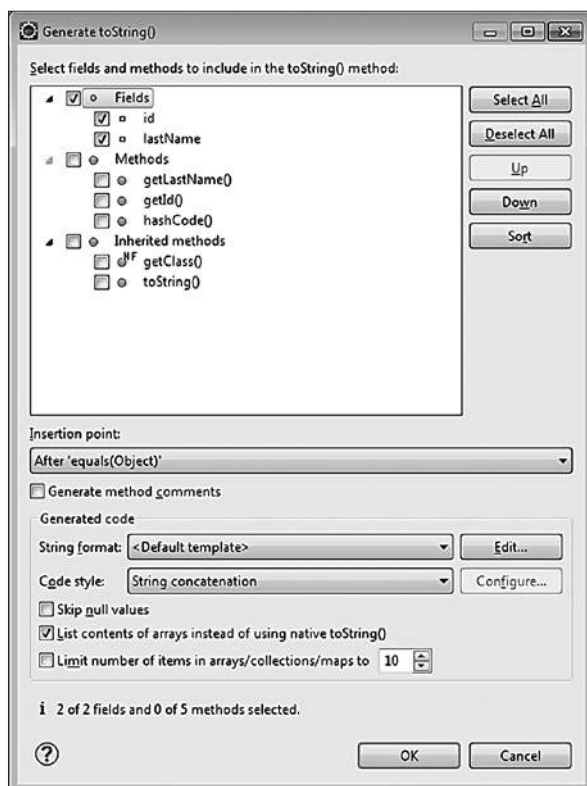 Generate toString()
Select fields and methods to include in the toString() method:
Fields
id
lastName
Methods
getLastName()
getId()
hashCode()
Inherited methods
NF getClass()
toString()
Select All
Deselect All
Up
Down
Sort
Insertion point:
After 'equals(Object)'
Generate method comments
Generated code
String format: <Default template> Edit...
Code style: String concatenation Configure...
Skip null values
List contents of arrays instead of using native toString()
Limit number of items in arrays/collections/maps to 10
i 2 of 2 fields and 0 of 5 methods selected.
? OK Cancel